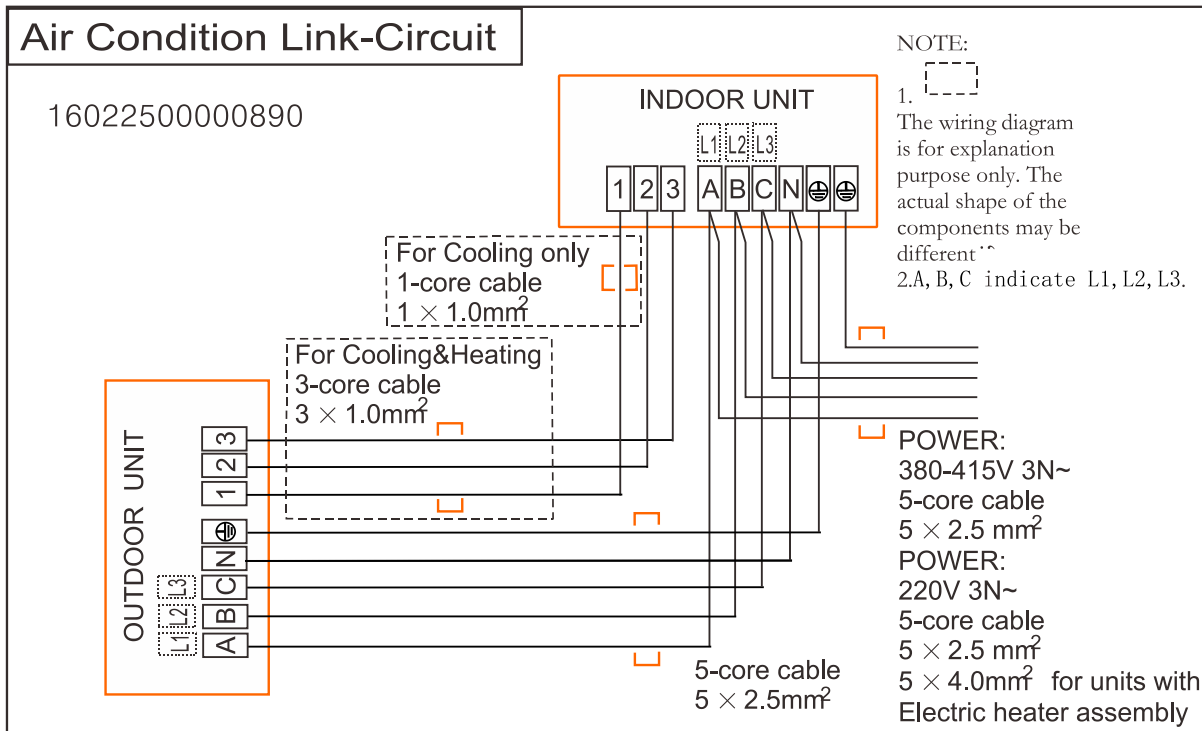 Air Condition Link-Circuit
16022500000890
INDOOR UNIT
L1 L2 L3
1 2 3 A B C N
NOTE:
1.
The wiring diagram
is for explanation
purpose only. The
actual shape of the
components may be
different
2.A, B, C indicate L1, L2, L3.
For Cooling only
1-core cable
1 × 1.0mm²
For Cooling&Heating
3-core cable
3 × 1.0mm²
OUTDOOR UNIT
3
2
1
N
L3 C
L2 B
L1 A
5-core cable
5 × 2.5mm²
POWER:
380-415V 3N~
5-core cable
5 × 2.5 mm²
POWER:
220V 3N~
5-core cable
5 × 2.5 mm²
5 × 4.0mm² for units with
Electric heater assembly